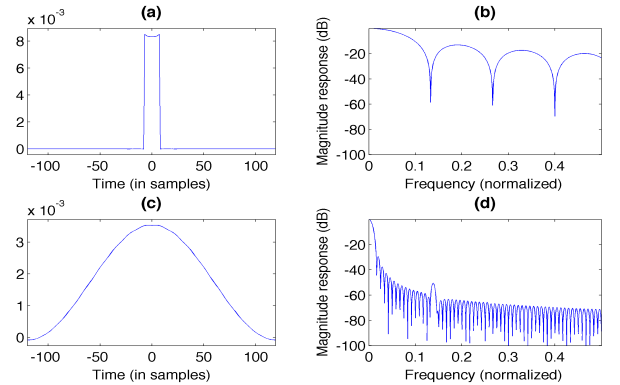 (a)
x 10⁻³
8
6
4
2
0
-100 -50 0 50 100
Time (in samples)
(b)
Magnitude response (dB)
-20
-40
-60
-80
-100
0 0.1 0.2 0.3 0.4
Frequency (normalized)
(c)
x 10⁻³
3
2
1
0
-100 -50 0 50 100
Time (in samples)
(d)
Magnitude response (dB)
-20
-40
-60
-80
-100
0 0.1 0.2 0.3 0.4
Frequency (normalized)